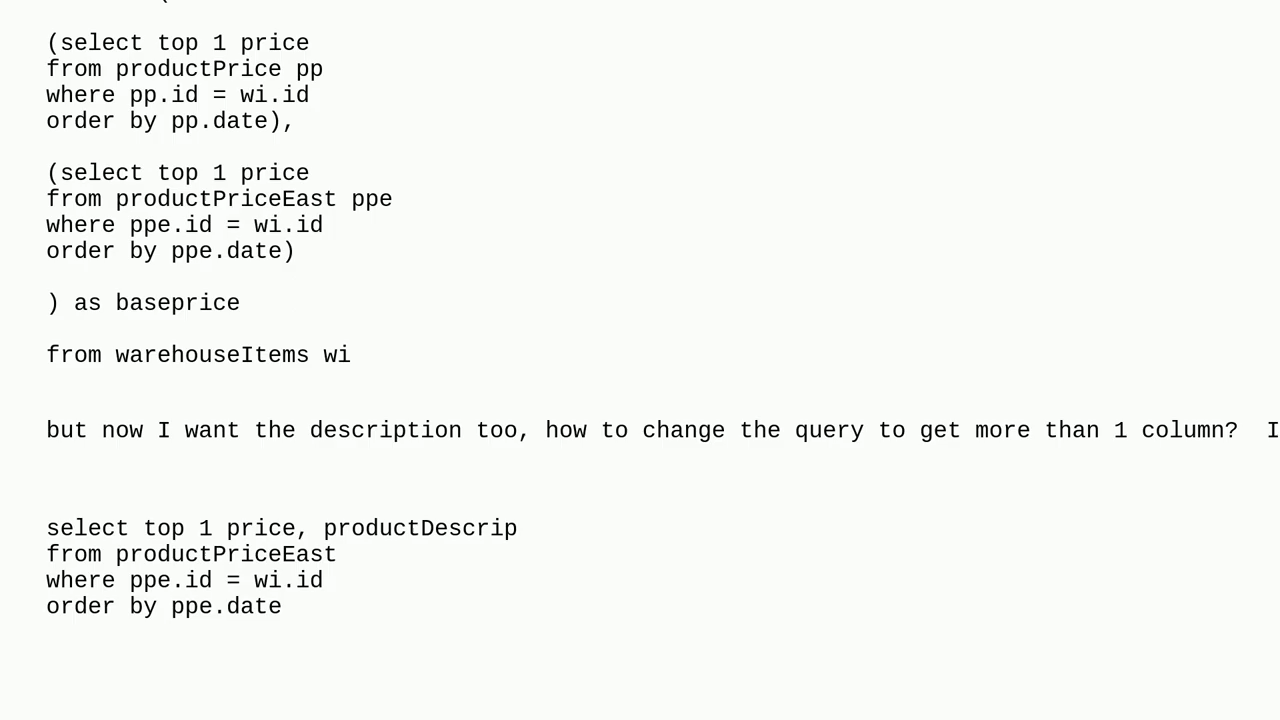 (select top 1 price
from productPrice pp
where pp.id = wi.id
order by pp.date),
(select top 1 price
from productPriceEast ppe
where ppe.id = wi.id
order by ppe.date)
) as baseprice
from warehouseItems wi
but now I want the description too, how to change the query to get more than 1 column?  I
select top 1 price, productDescrip
from productPriceEast
where ppe.id = wi.id
order by ppe.date